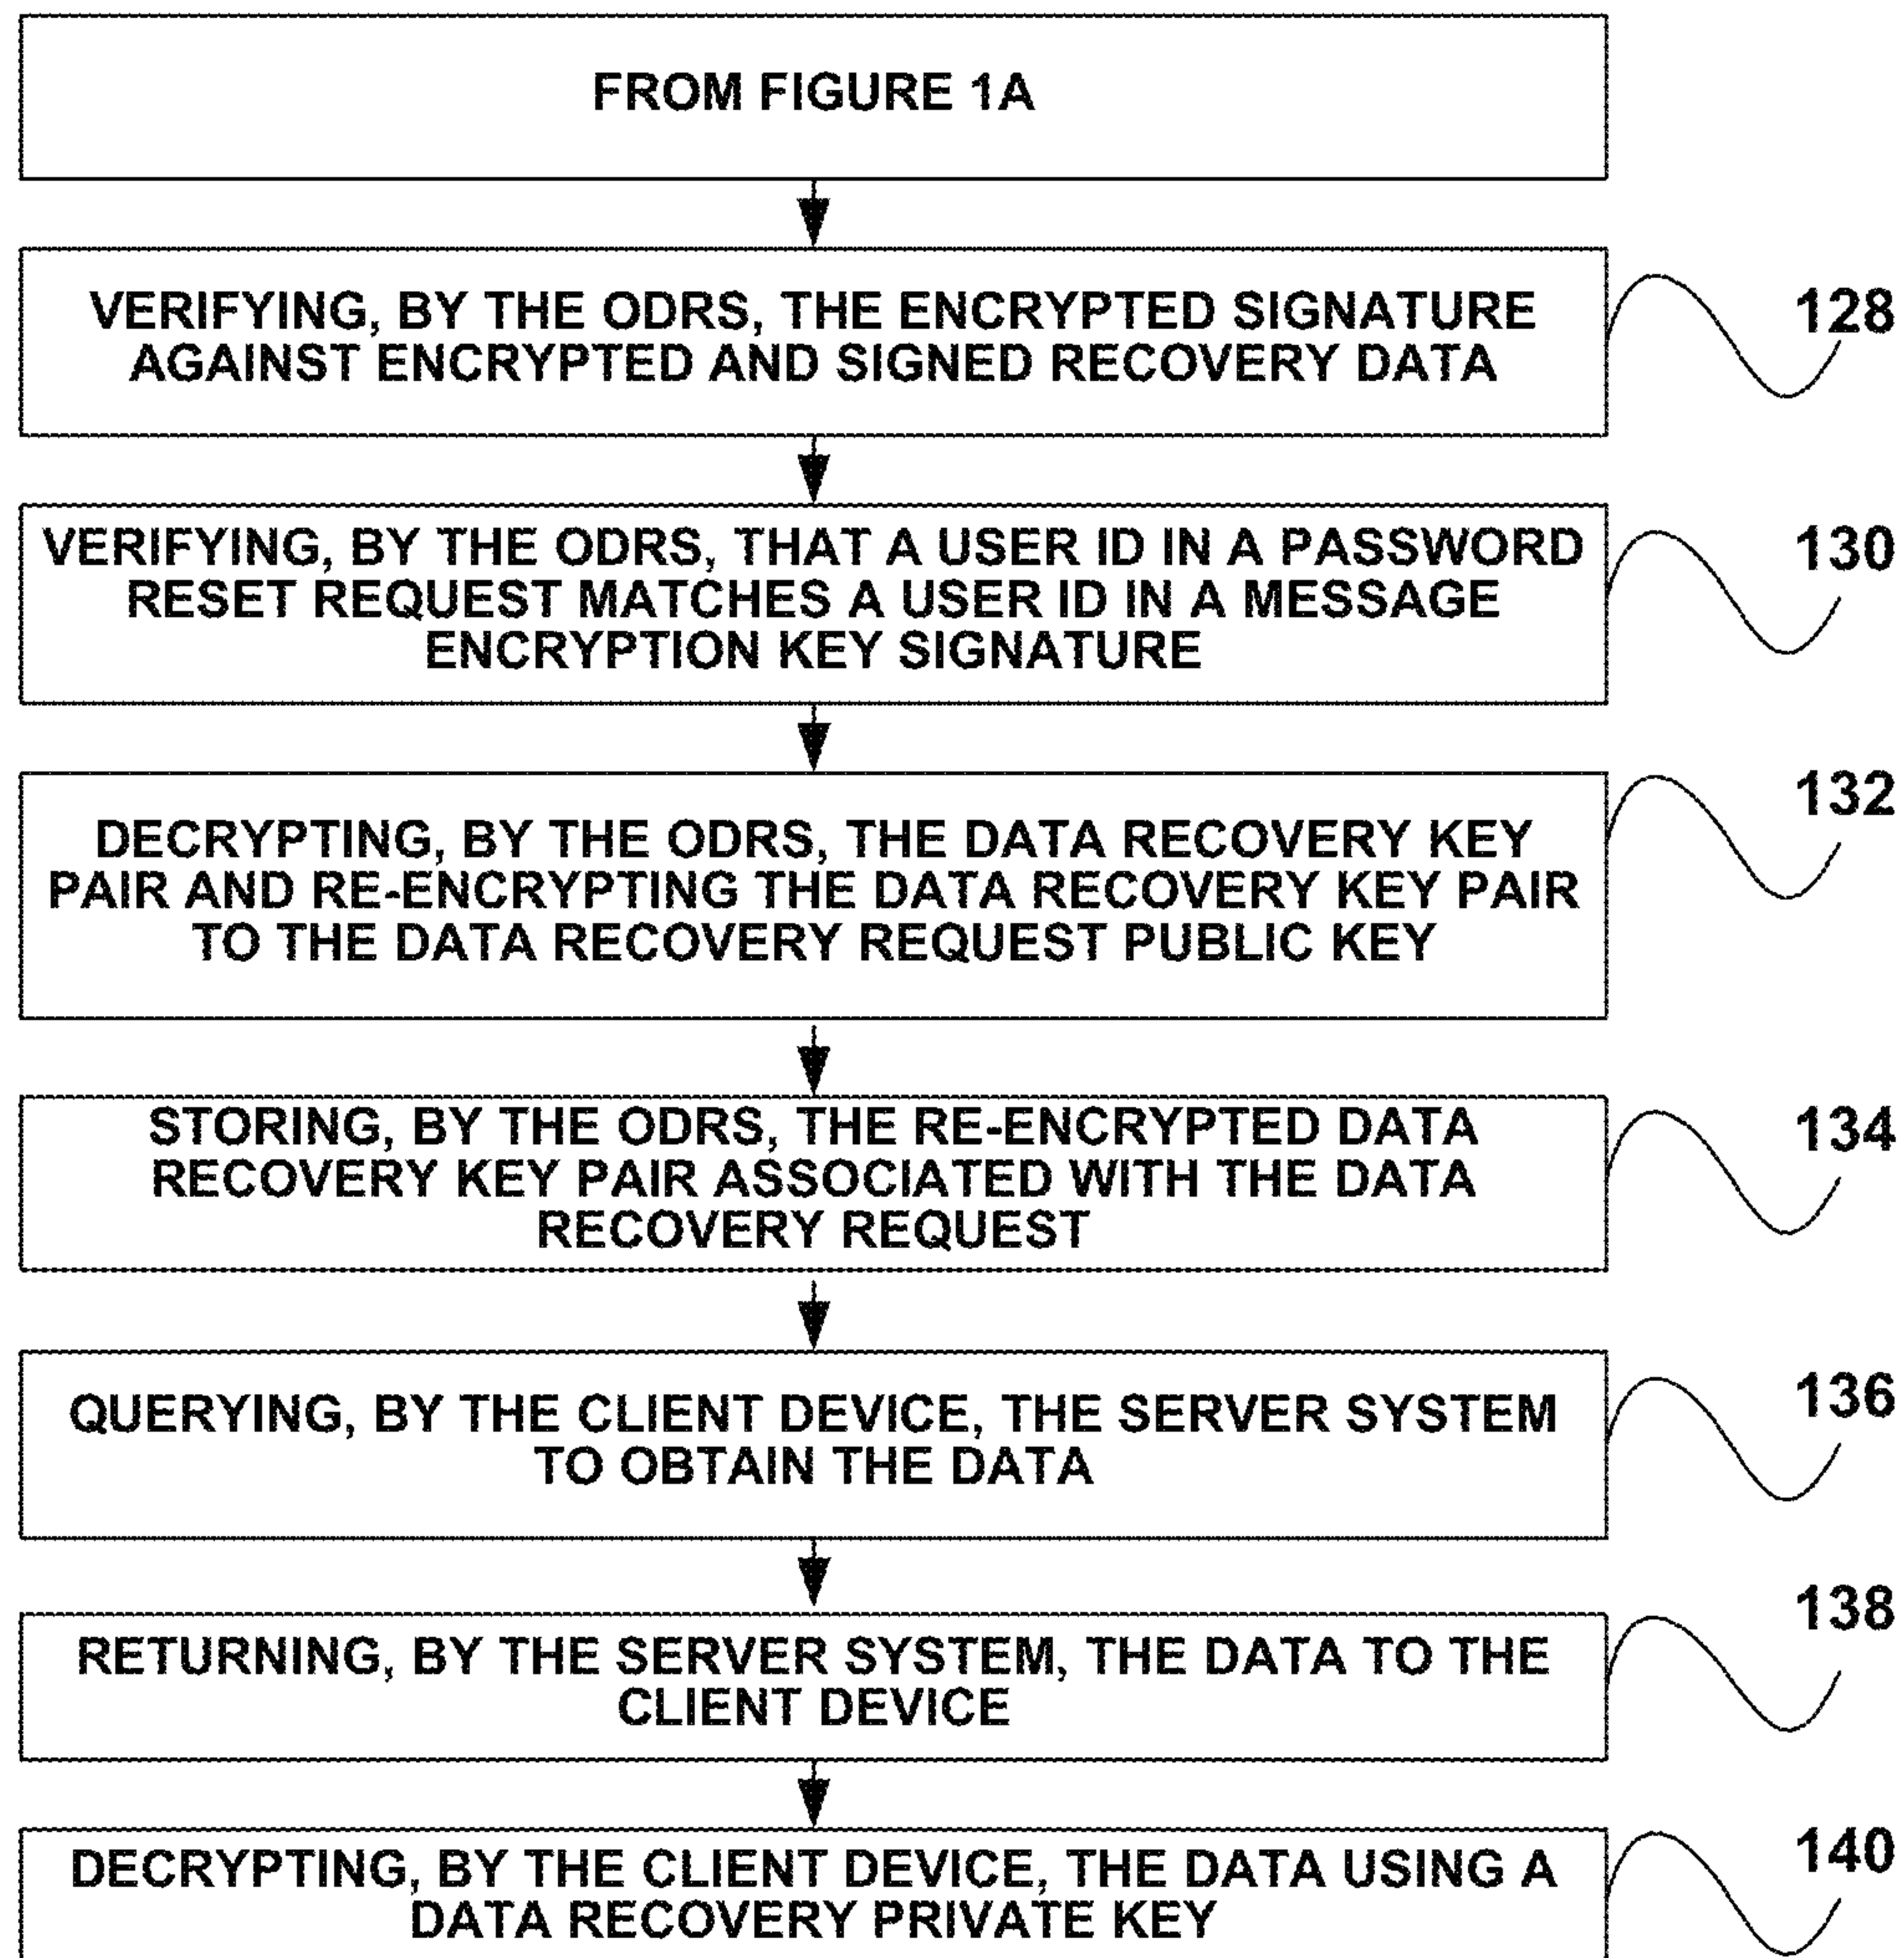 FROM FIGURE 1A
VERIFYING, BY THE ODRS, THE ENCRYPTED SIGNATURE
AGAINST ENCRYPTED AND SIGNED RECOVERY DATA
128
VERIFYING, BY THE ODRS, THAT A USER ID IN A PASSWORD
RESET REQUEST MATCHES A USER ID IN A MESSAGE
ENCRYPTION KEY SIGNATURE
130
DECRYPTING, BY THE ODRS, THE DATA RECOVERY KEY
PAIR AND RE-ENCRYPTING THE DATA RECOVERY KEY PAIR
TO THE DATA RECOVERY REQUEST PUBLIC KEY
132
STORING, BY THE ODRS, THE RE-ENCRYPTED DATA
RECOVERY KEY PAIR ASSOCIATED WITH THE DATA
RECOVERY REQUEST
134
QUERYING, BY THE CLIENT DEVICE, THE SERVER SYSTEM
TO OBTAIN THE DATA
136
RETURNING, BY THE SERVER SYSTEM, THE DATA TO THE
CLIENT DEVICE
138
DECRYPTING, BY THE CLIENT DEVICE, THE DATA USING A
DATA RECOVERY PRIVATE KEY
140